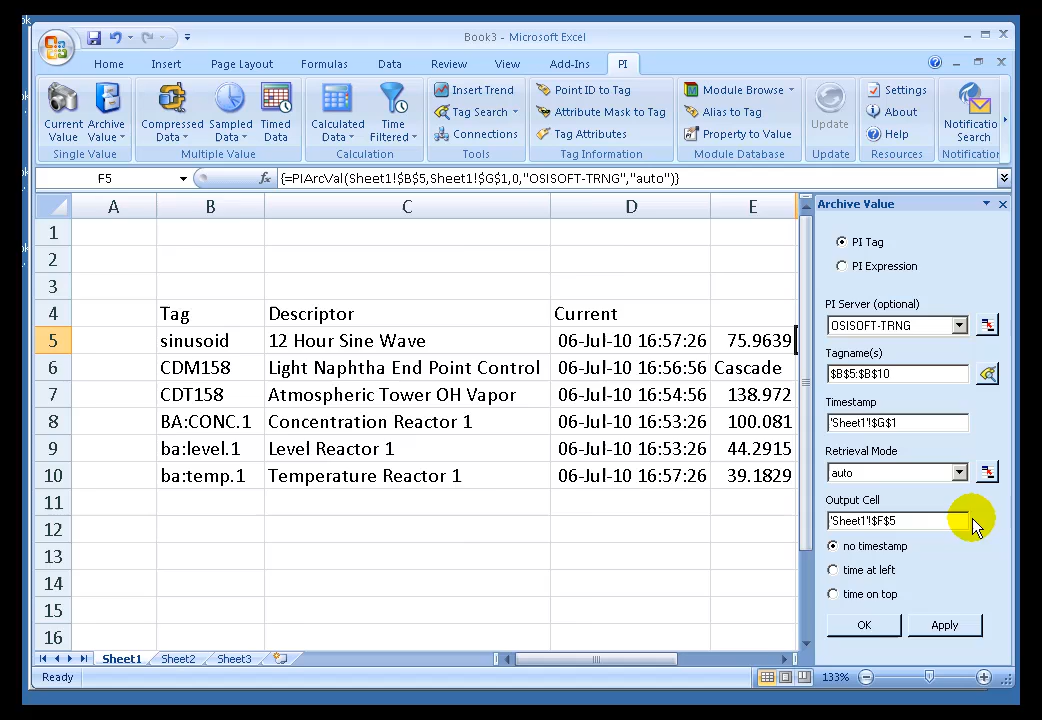 Book3 - Microsoft Excel
Home Insert Page Layout Formulas Data Review View Add-Ins PI
Current Value
Archive Value
Single Value
Compressed Data
Sampled Data
Timed Data
Multiple Value
Calculated Data
Time Filtered
Calculation
Insert Trend
Tag Search
Connections
Tools
Point ID to Tag
Attribute Mask to Tag
Tag Attributes
Tag Information
Module Browse
Alias to Tag
Property to Value
Module Database
Update
Update
Settings
About
Help
Resources
Notificatio
Search
Notification
F5 fx {=PIArcVal(Sheet1!$B$5,Sheet1!$G$1,0,"OSISOFT-TRNG","auto")}
A B C D E
1
2
3
4 Tag Descriptor Current
5 sinusoid 12 Hour Sine Wave 06-Jul-10 16:57:26 75.9639
6 CDM158 Light Naphtha End Point Control 06-Jul-10 16:56:56 Cascade
7 CDT158 Atmospheric Tower OH Vapor 06-Jul-10 16:54:56 138.972
8 BA:CONC.1 Concentration Reactor 1 06-Jul-10 16:53:26 100.081
9 ba:level.1 Level Reactor 1 06-Jul-10 16:53:26 44.2915
10 ba:temp.1 Temperature Reactor 1 06-Jul-10 16:57:26 39.1829
11
12
13
14
15
16
Sheet1 Sheet2 Sheet3
Ready 133%
Archive Value
PI Tag
PI Expression
PI Server (optional)
OSISOFT-TRNG
Tagname(s)
$B$5:$B$10
Timestamp
'Sheet1'!$G$1
Retrieval Mode
auto
Output Cell
'Sheet1'!$F$5
no timestamp
time at left
time on top
OK Apply